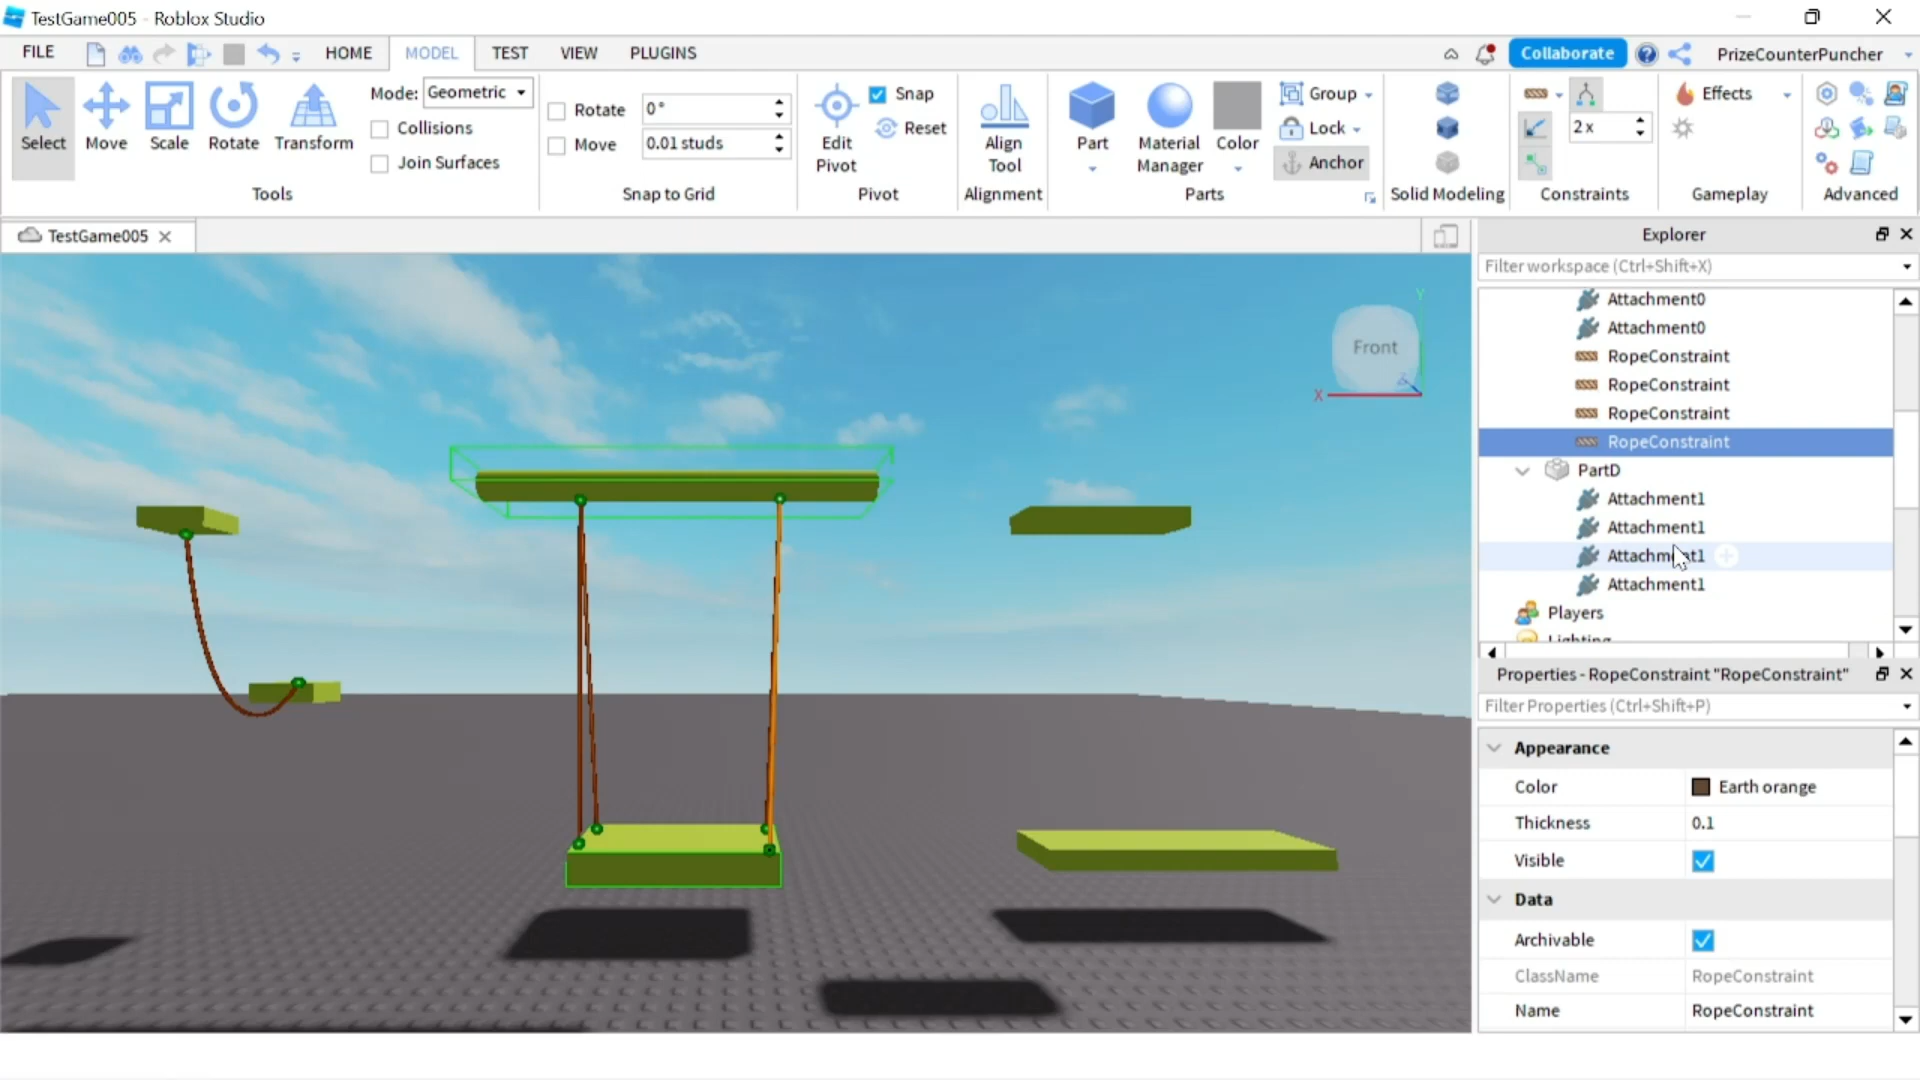 TestGame005 - Roblox Studio
FILE HOME MODEL TEST VIEW PLUGINS Collaborate PrizeCounterPuncher
Select Move Scale Rotate Transform
Mode: Geometric
Collisions
Join Surfaces
Tools
Rotate 0°
Move 0.01 studs
Snap to Grid
Edit
Pivot
Snap
Reset
Pivot
Align
Tool
Alignment
Part
Material
Manager
Color
Group
Lock
Anchor
Parts
Solid Modeling
2x
Constraints
Effects
Gameplay
Advanced
TestGame005
Front
X
Y
Z
Explorer
Filter workspace (Ctrl+Shift+X)
Attachment0
Attachment0
RopeConstraint
RopeConstraint
RopeConstraint
RopeConstraint
PartD
Attachment1
Attachment1
Attachment1
Attachment1
Players
Lighting
Properties - RopeConstraint "RopeConstraint"
Filter Properties (Ctrl+Shift+P)
Appearance
Color Earth orange
Thickness 0.1
Visible
Data
Archivable
ClassName RopeConstraint
Name RopeConstraint